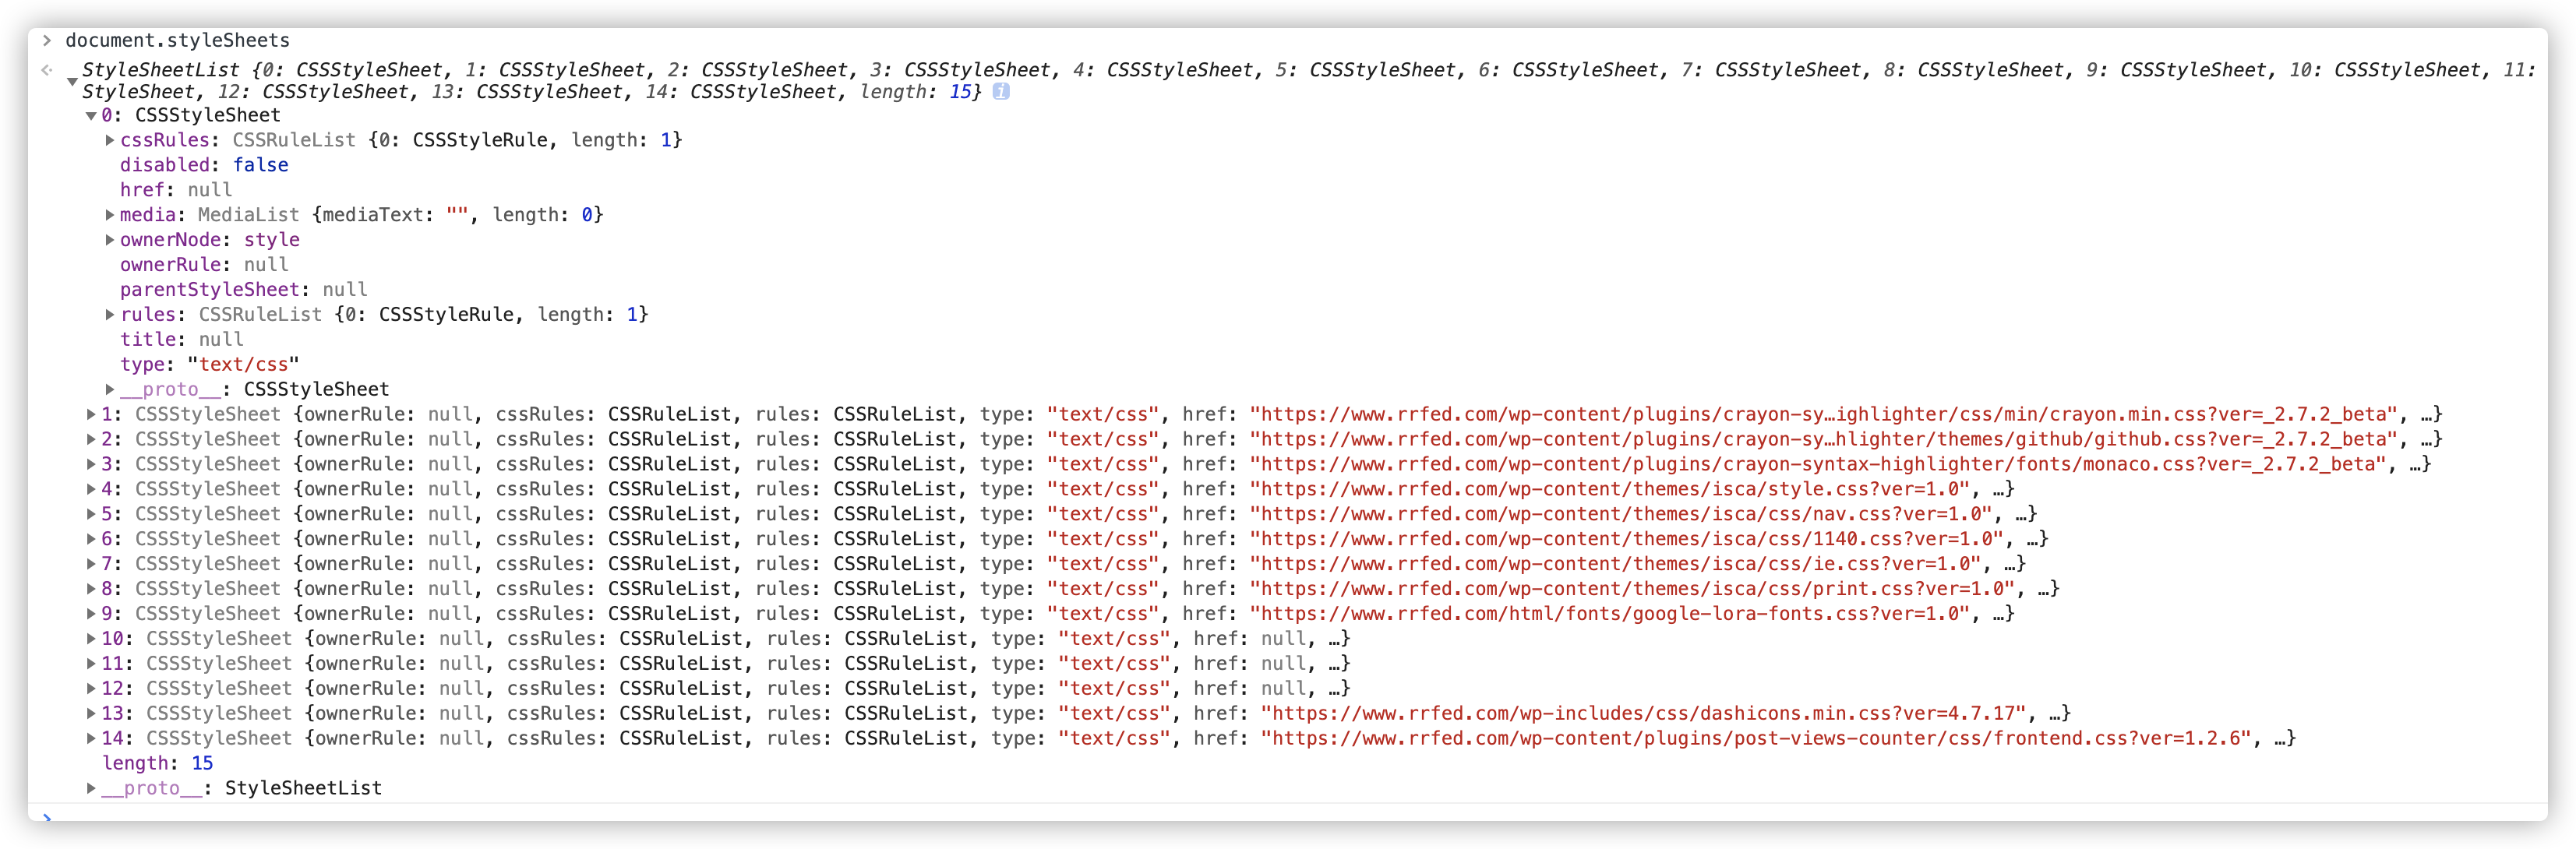 document.styleSheets
StyleSheetList {0: CSSStyleSheet, 1: CSSStyleSheet, 2: CSSStyleSheet, 3: CSSStyleSheet, 4: CSSStyleSheet, 5: CSSStyleSheet, 6: CSSStyleSheet, 7: CSSStyleSheet, 8: CSSStyleSheet, 9: CSSStyleSheet, 10: CSSStyleSheet, 11:
StyleSheet, 12: CSSStyleSheet, 13: CSSStyleSheet, 14: CSSStyleSheet, length: 15} i
0: CSSStyleSheet
cssRules: CSSRuleList {0: CSSStyleRule, length: 1}
disabled: false
href: null
media: MediaList {mediaText: "", length: 0}
ownerNode: style
ownerRule: null
parentStyleSheet: null
rules: CSSRuleList {0: CSSStyleRule, length: 1}
title: null
type: "text/css"
__proto__: CSSStyleSheet
1: CSSStyleSheet {ownerRule: null, cssRules: CSSRuleList, rules: CSSRuleList, type: "text/css", href: "https://www.rrfed.com/wp-content/plugins/crayon-sy…ighlighter/css/min/crayon.min.css?ver=_2.7.2_beta", …}
2: CSSStyleSheet {ownerRule: null, cssRules: CSSRuleList, rules: CSSRuleList, type: "text/css", href: "https://www.rrfed.com/wp-content/plugins/crayon-sy…hlighter/themes/github/github.css?ver=_2.7.2_beta", …}
3: CSSStyleSheet {ownerRule: null, cssRules: CSSRuleList, rules: CSSRuleList, type: "text/css", href: "https://www.rrfed.com/wp-content/plugins/crayon-syntax-highlighter/fonts/monaco.css?ver=_2.7.2_beta", …}
4: CSSStyleSheet {ownerRule: null, cssRules: CSSRuleList, rules: CSSRuleList, type: "text/css", href: "https://www.rrfed.com/wp-content/themes/isca/style.css?ver=1.0", …}
5: CSSStyleSheet {ownerRule: null, cssRules: CSSRuleList, rules: CSSRuleList, type: "text/css", href: "https://www.rrfed.com/wp-content/themes/isca/css/nav.css?ver=1.0", …}
6: CSSStyleSheet {ownerRule: null, cssRules: CSSRuleList, rules: CSSRuleList, type: "text/css", href: "https://www.rrfed.com/wp-content/themes/isca/css/1140.css?ver=1.0", …}
7: CSSStyleSheet {ownerRule: null, cssRules: CSSRuleList, rules: CSSRuleList, type: "text/css", href: "https://www.rrfed.com/wp-content/themes/isca/css/ie.css?ver=1.0", …}
8: CSSStyleSheet {ownerRule: null, cssRules: CSSRuleList, rules: CSSRuleList, type: "text/css", href: "https://www.rrfed.com/wp-content/themes/isca/css/print.css?ver=1.0", …}
9: CSSStyleSheet {ownerRule: null, cssRules: CSSRuleList, rules: CSSRuleList, type: "text/css", href: "https://www.rrfed.com/html/fonts/google-lora-fonts.css?ver=1.0", …}
10: CSSStyleSheet {ownerRule: null, cssRules: CSSRuleList, rules: CSSRuleList, type: "text/css", href: null, …}
11: CSSStyleSheet {ownerRule: null, cssRules: CSSRuleList, rules: CSSRuleList, type: "text/css", href: null, …}
12: CSSStyleSheet {ownerRule: null, cssRules: CSSRuleList, rules: CSSRuleList, type: "text/css", href: null, …}
13: CSSStyleSheet {ownerRule: null, cssRules: CSSRuleList, rules: CSSRuleList, type: "text/css", href: "https://www.rrfed.com/wp-includes/css/dashicons.min.css?ver=4.7.17", …}
14: CSSStyleSheet {ownerRule: null, cssRules: CSSRuleList, rules: CSSRuleList, type: "text/css", href: "https://www.rrfed.com/wp-content/plugins/post-views-counter/css/frontend.css?ver=1.2.6", …}
length: 15
__proto__: StyleSheetList